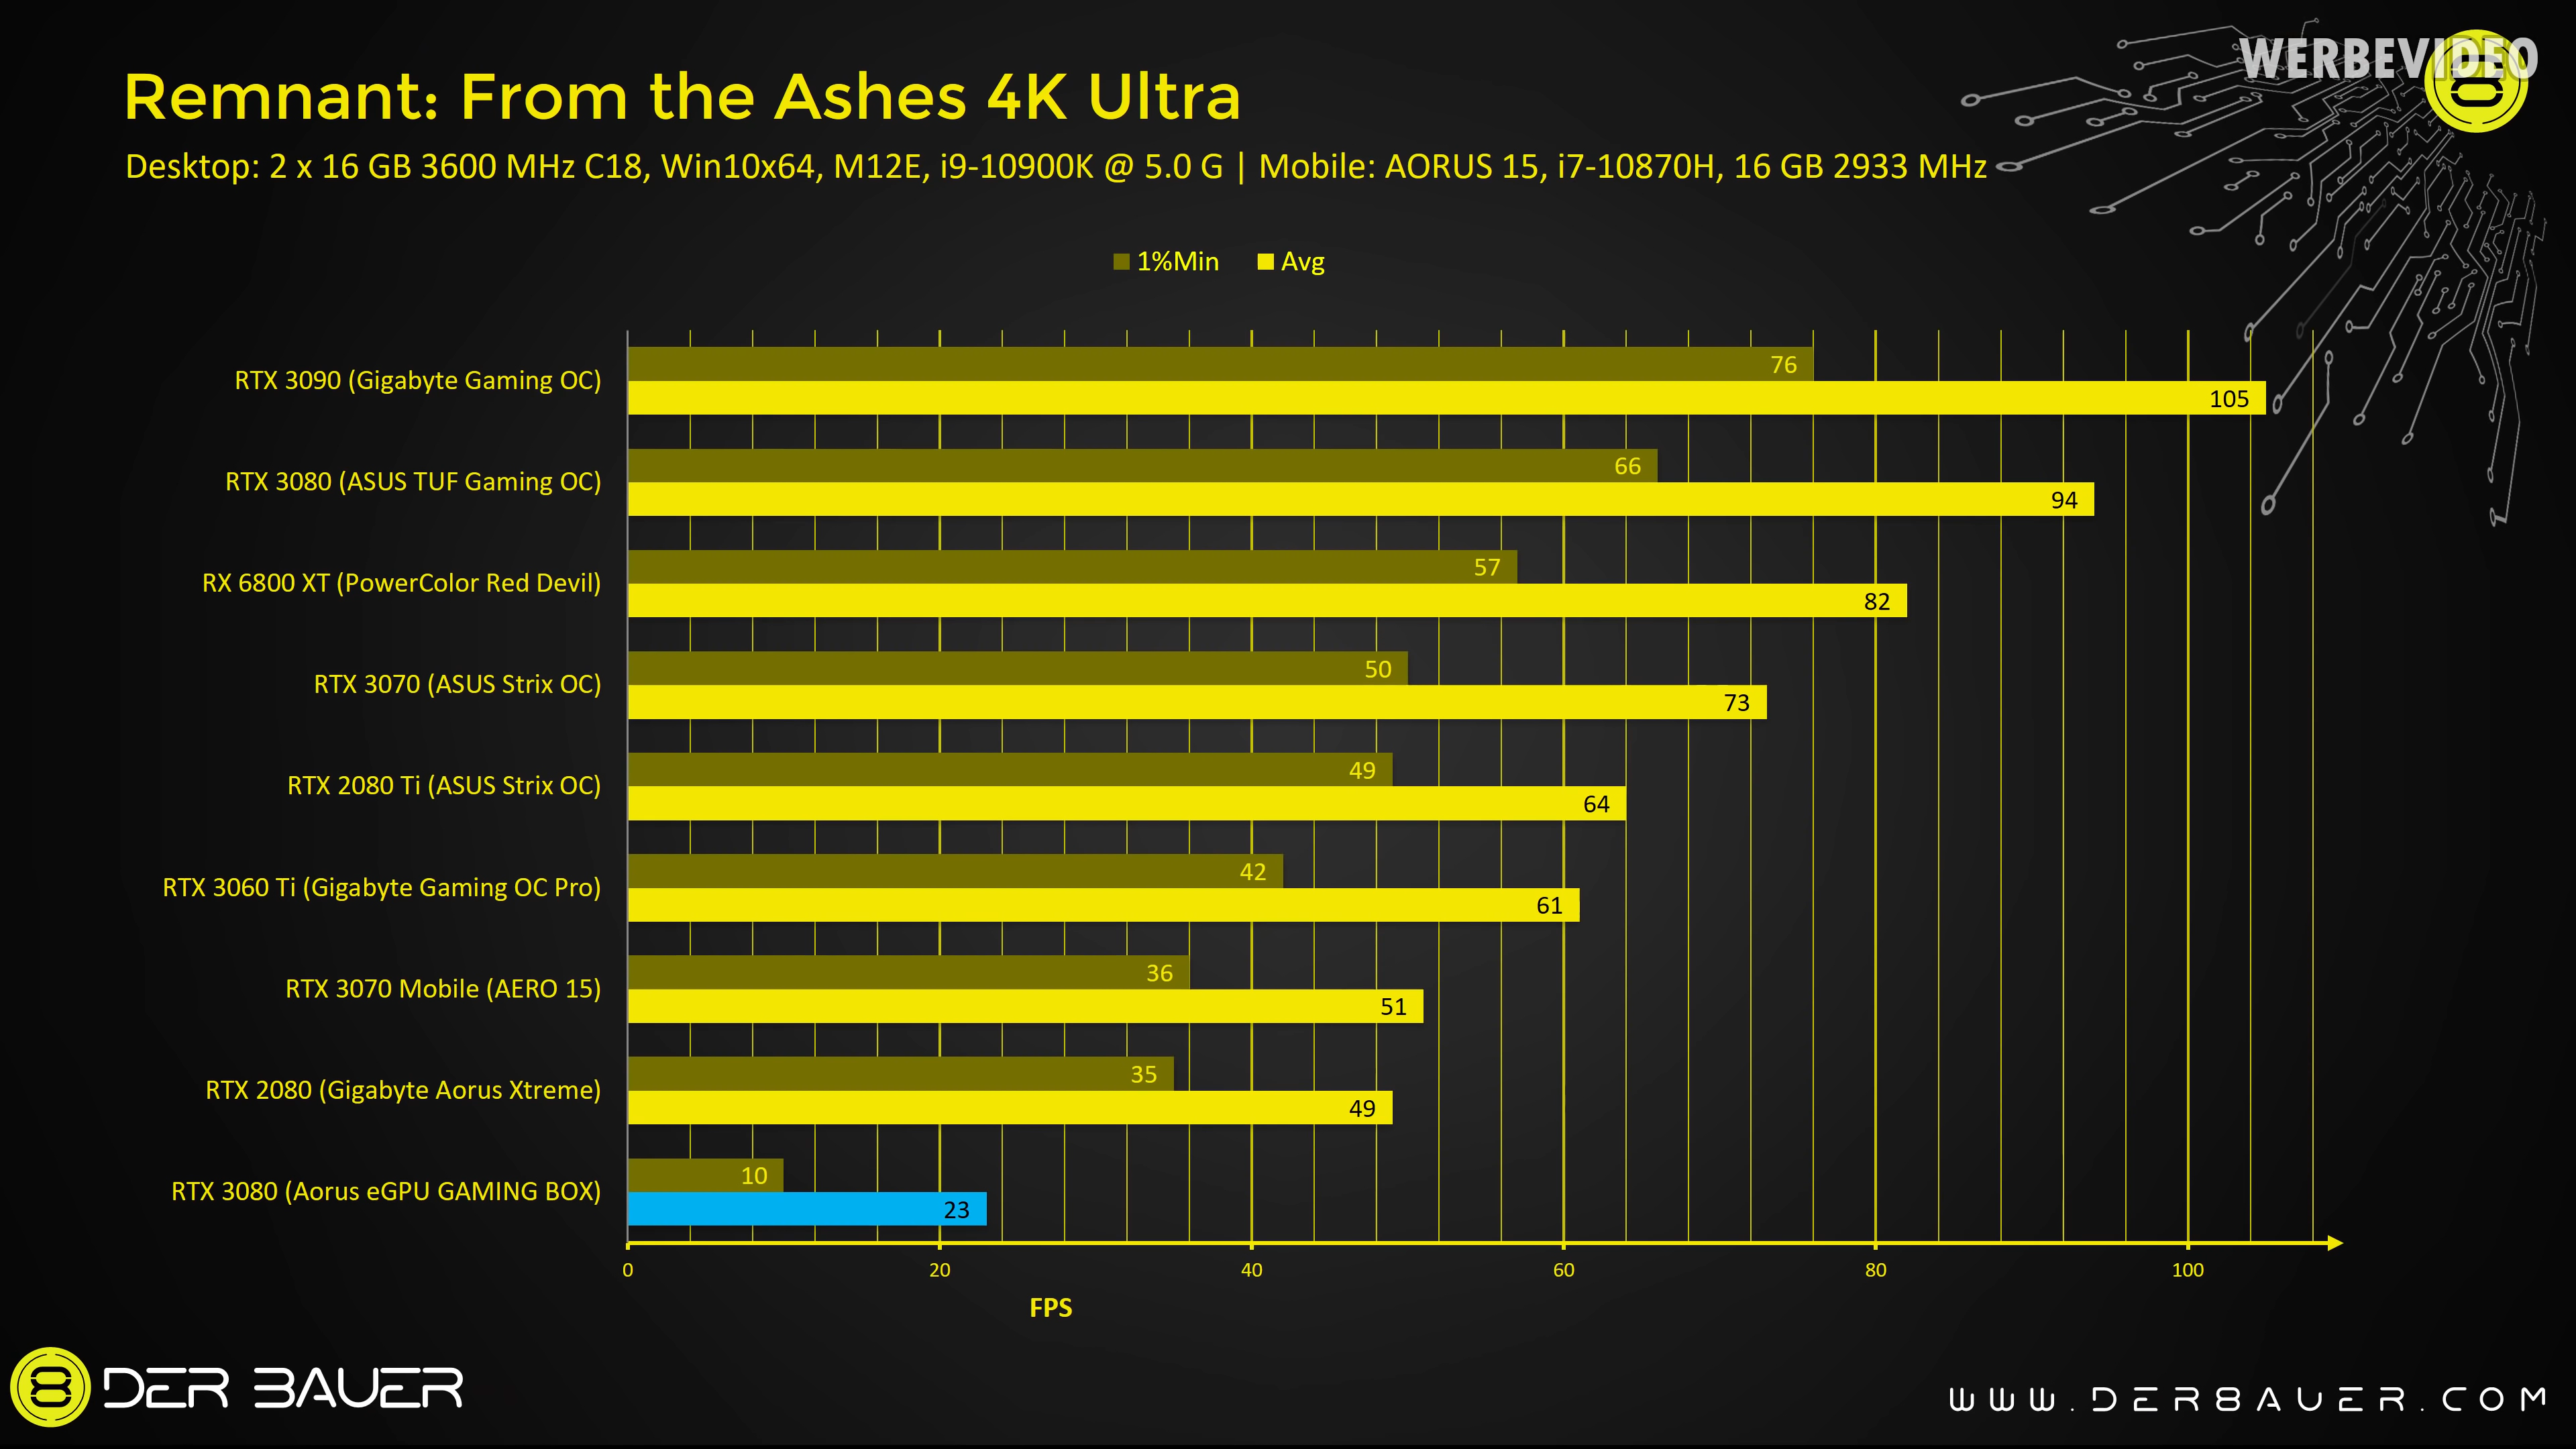 WERBEVIDEO
Remnant: From the Ashes 4K Ultra
Desktop: 2 x 16 GB 3600 MHz C18, Win10x64, M12E, i9-10900K @ 5.0 G | Mobile: AORUS 15, i7-10870H, 16 GB 2933 MHz
1%Min Avg
RTX 3090 (Gigabyte Gaming OC)
76
105
RTX 3080 (ASUS TUF Gaming OC)
66
94
RX 6800 XT (PowerColor Red Devil)
57
82
RTX 3070 (ASUS Strix OC)
50
73
RTX 2080 Ti (ASUS Strix OC)
49
64
RTX 3060 Ti (Gigabyte Gaming OC Pro)
42
61
RTX 3070 Mobile (AERO 15)
36
51
RTX 2080 (Gigabyte Aorus Xtreme)
35
49
RTX 3080 (Aorus eGPU GAMING BOX)
10
23
0 20 40 60 80 100
FPS
DER 8AUER
WWW.DER8AUER.COM